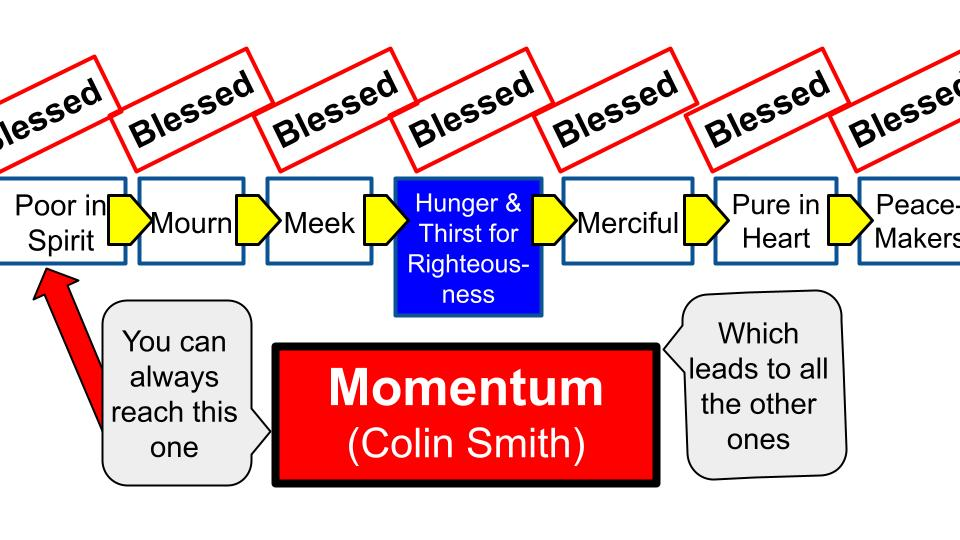 lessed
Blessed
Blessed
Blessed
Blessed
Blessed
Blessed
Poor in
Spirit
Mourn
Meek
Hunger &
Thirst for
Righteous-
ness
Merciful
Pure in
Heart
Peace-
Makers
You can
always
reach this
one
Momentum
(Colin Smith)
Which
leads to all
the other
ones